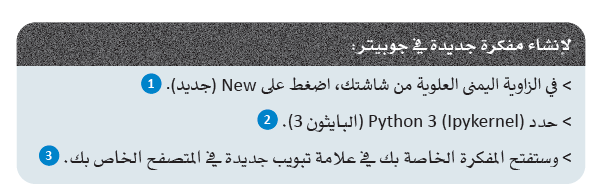 لإنشاء مفكرة جديدة في جوبيتر:
> في الزاوية اليمنى العلوية من شاشتك، اضغط على New (جديد). 1
> حدد Python 3 (Ipykernel) (البايثون 3). 2
> وستفتح المفكرة الخاصة بك في علامة تبويب جديدة في المتصفح الخاص بك. 3